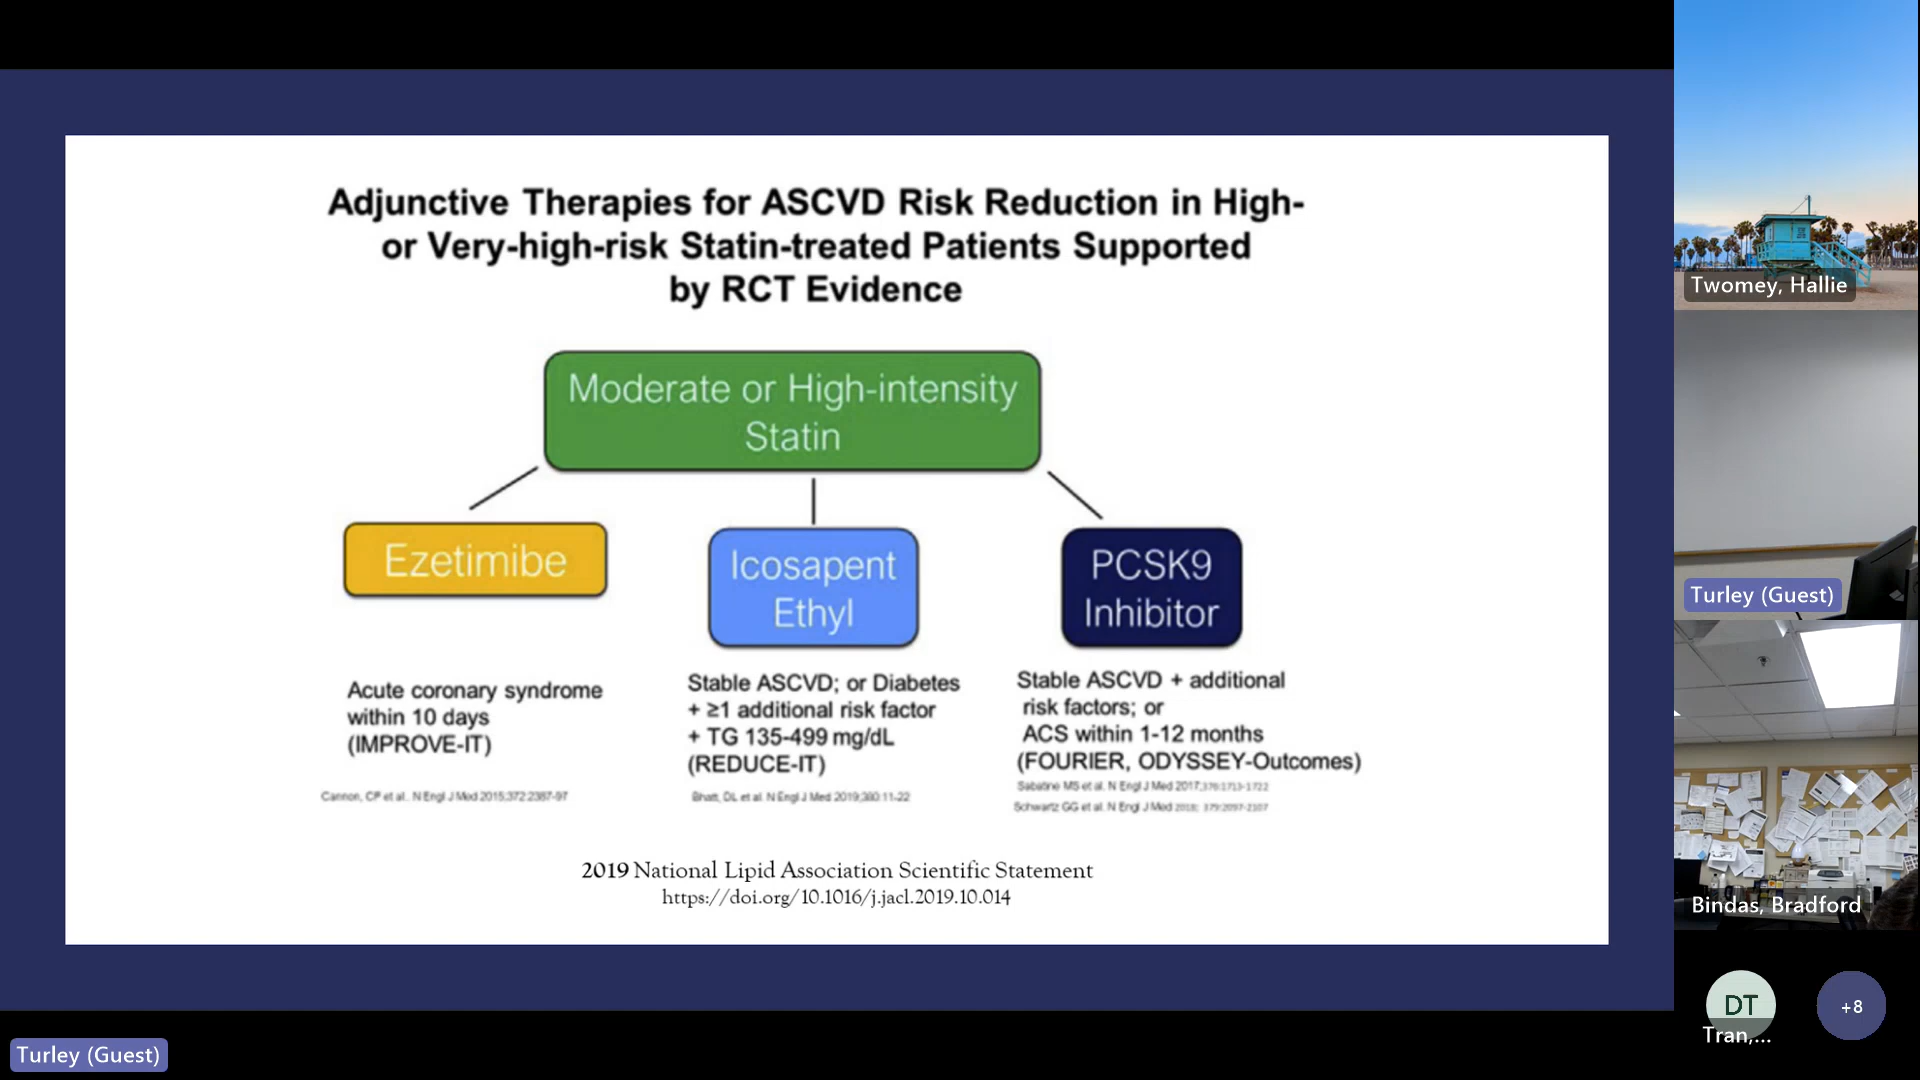 Adjunctive Therapies for ASCVD Risk Reduction in High-
or Very-high-risk Statin-treated Patients Supported
by RCT Evidence
Moderate or High-intensity
Statin
Ezetimibe
Icosapent
Ethyl
PCSK9
Inhibitor
Acute coronary syndrome
within 10 days
(IMPROVE-IT)
Cannon, CP et al. N Engl J Med 2015;372:2387-97
Stable ASCVD; or Diabetes
+ ≥1 additional risk factor
+ TG 135-499 mg/dL
(REDUCE-IT)
Bhatt, DL et al. N Engl J Med 2019;380:11-22
Stable ASCVD + additional
risk factors; or
ACS within 1-12 months
(FOURIER, ODYSSEY-Outcomes)
Sabatine MS et al. N Engl J Med 2017;376:1713-1722
Schwartz GG et al. N Engl J Med 2018; 379:2097-2107
2019 National Lipid Association Scientific Statement
https://doi.org/10.1016/j.jacl.2019.10.014
Twomey, Hallie
Turley (Guest)
Bindas, Bradford
DT
Tran,...
+8
Turley (Guest)